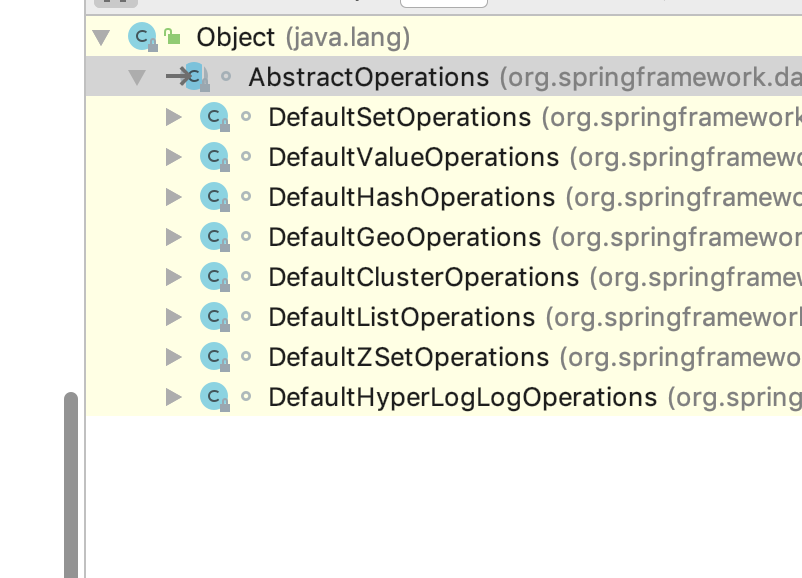 Object (java.lang)
AbstractOperations (org.springframework.da
DefaultSetOperations (org.springframework
DefaultValueOperations (org.springframewo
DefaultHashOperations (org.springframewo
DefaultGeoOperations (org.springframewor
DefaultClusterOperations (org.springframew
DefaultListOperations (org.springframework
DefaultZSetOperations (org.springframewo
DefaultHyperLogLogOperations (org.spring